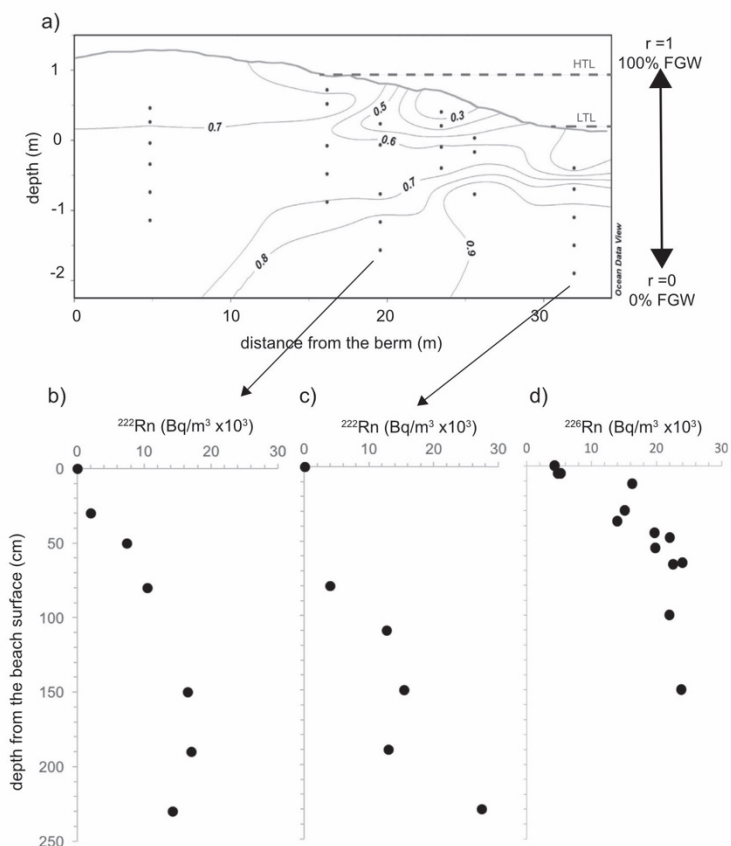 a)
r =1
100% FGW
HTL
LTL
1
0
-1
-2
depth (m)
0.7
0.5
0.3
0.6
0.7
0.8
0.9
Ocean Data View
r =0
0% FGW
0
10
20
30
distance from the berm (m)
b)
c)
d)
²²²Rn (Bq/m³ x10³)
²²²Rn (Bq/m³ x10³)
²²⁶Rn (Bq/m³ x10³)
0 10 20 30
0 10 20 30
0 10 20 30
0
50
100
150
200
250
depth from the beach surface (cm)